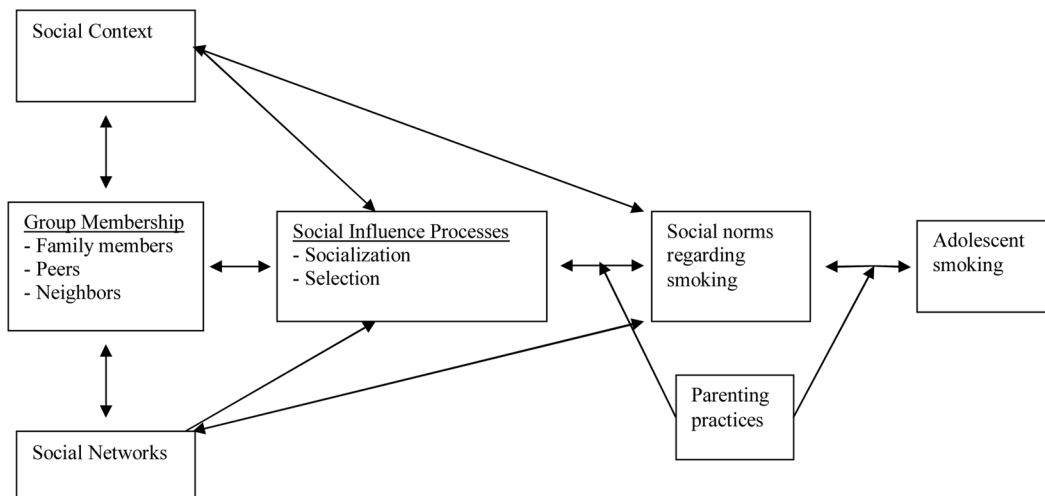 Social Context
Group Membership
- Family members
- Peers
- Neighbors
Social Influence Processes
- Socialization
- Selection
Social norms
regarding
smoking
Adolescent
smoking
Parenting
practices
Social Networks